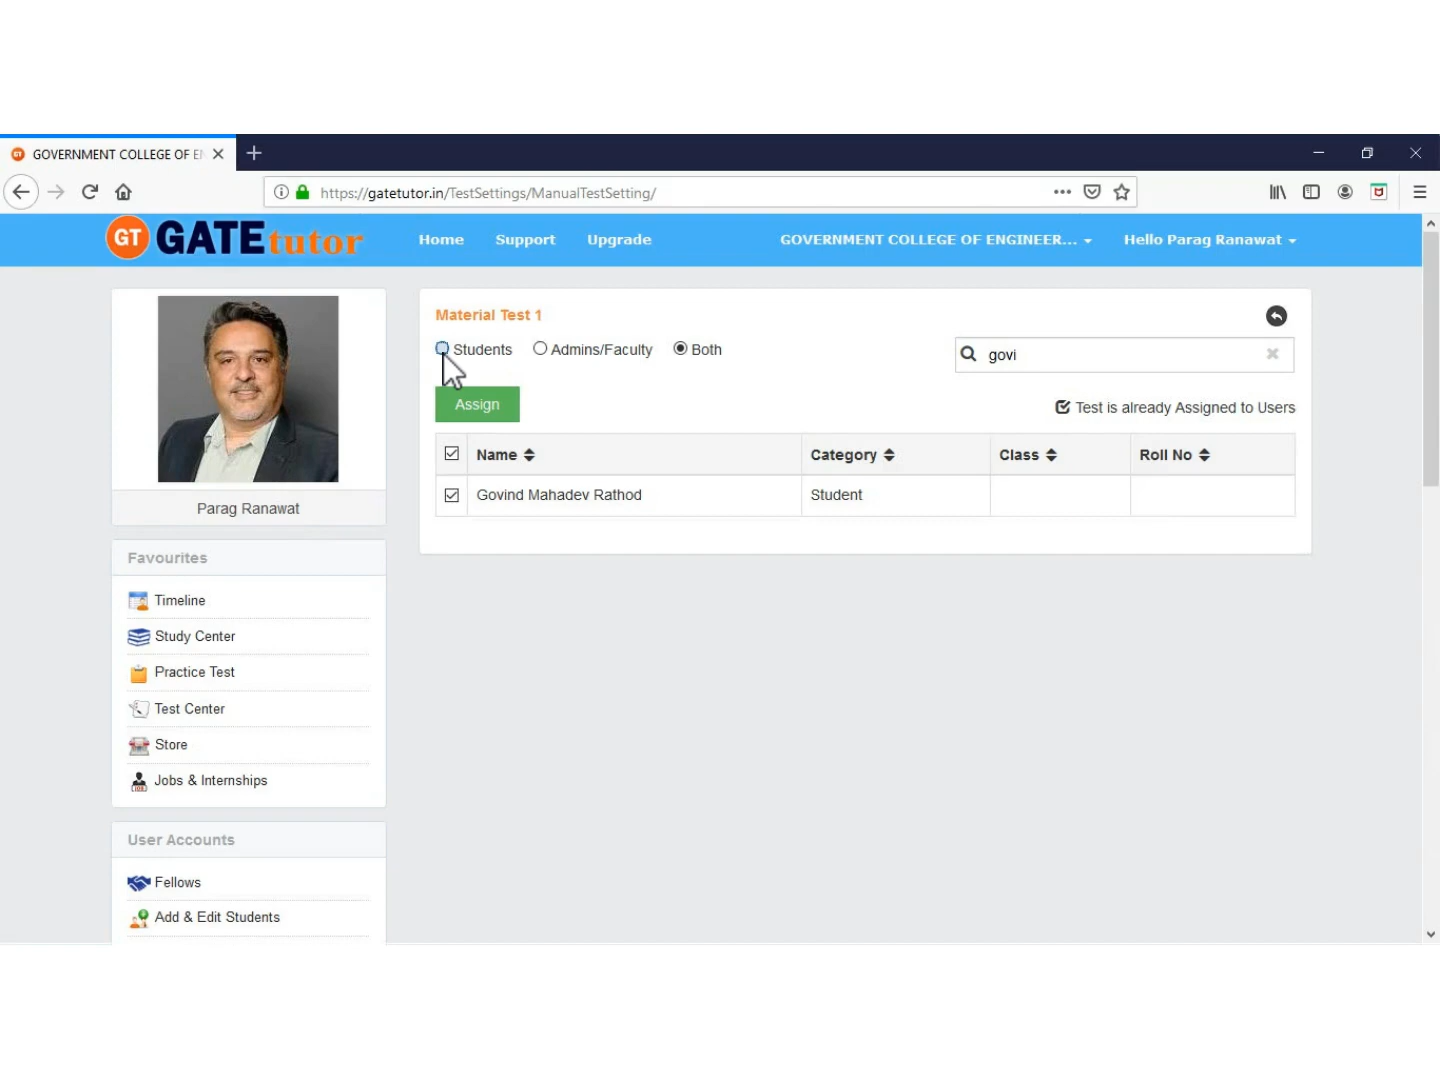 GT GOVERNMENT COLLEGE OF EN
https://gatetutor.in/TestSettings/ManualTestSetting/
GT GATEtutor Home Support Upgrade GOVERNMENT COLLEGE OF ENGINEER... Hello Parag Ranawat
Material Test 1
Students Admins/Faculty Both govi
Assign Test is already Assigned to Users
Name Category Class Roll No
Govind Mahadev Rathod Student
Parag Ranawat
Favourites
Timeline
Study Center
Practice Test
Test Center
Store
Jobs & Internships
User Accounts
Fellows
Add & Edit Students